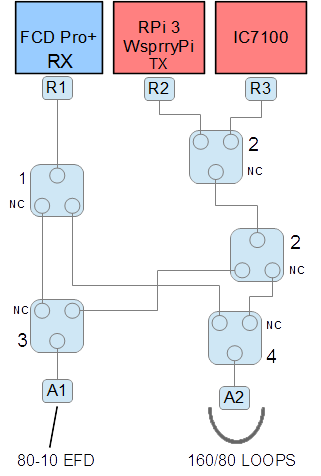 FCD Pro+
RX
RPi 3
WsprryPi
TX
IC7100
R1
R2
R3
2
NC
1
NC
2
NC
NC
3
NC
4
A1
A2
80-10 EFD
160/80 LOOPS